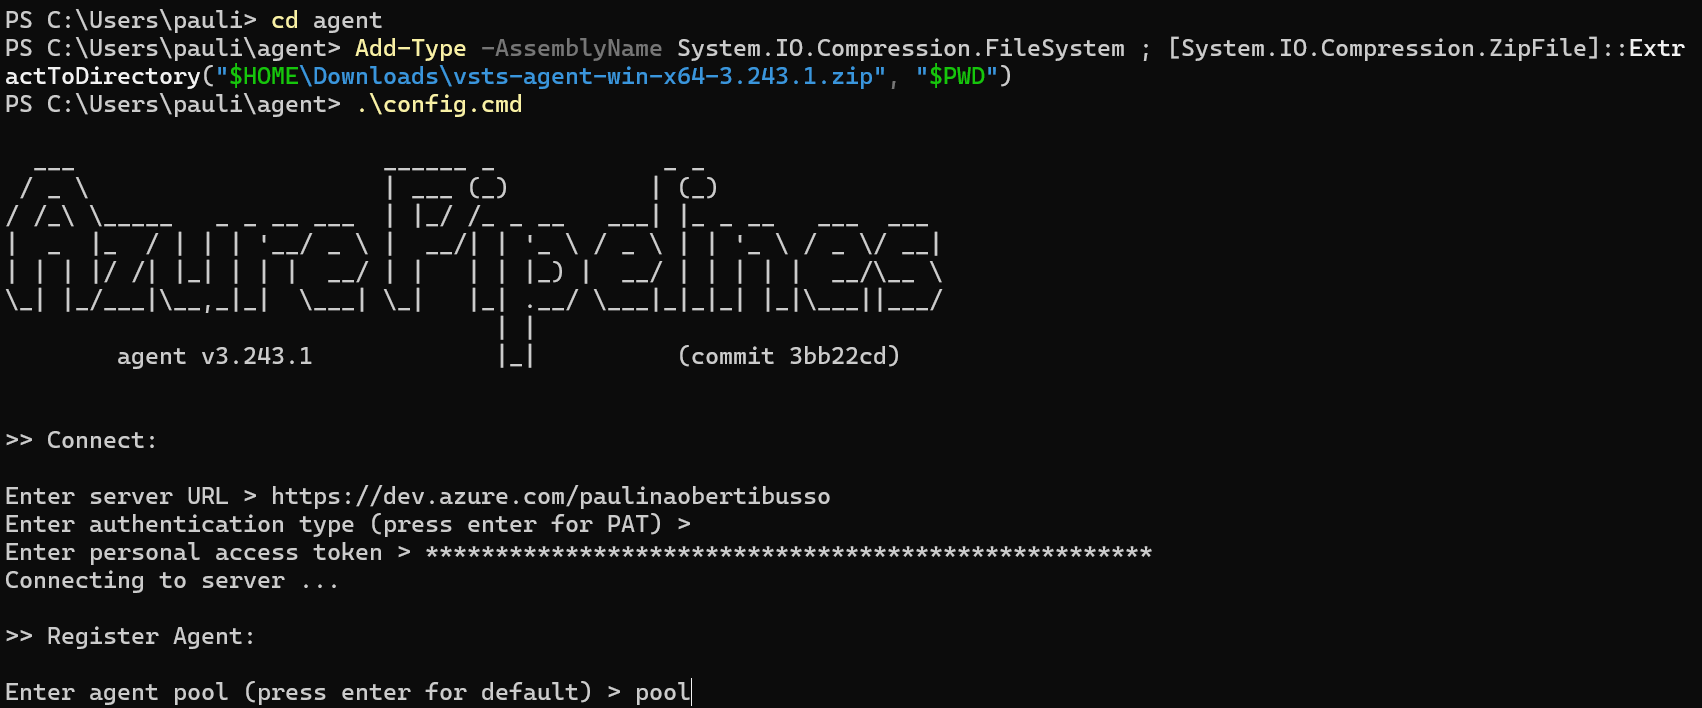 PS C:\Users\pauli> cd agent
PS C:\Users\pauli\agent> Add-Type -AssemblyName System.IO.Compression.FileSystem ; [System.IO.Compression.ZipFile]::Extr
actToDirectory("$HOME\Downloads\vsts-agent-win-x64-3.243.1.zip", "$PWD")
PS C:\Users\pauli\agent> .\config.cmd
AzurePipelines
agent v3.243.1 (commit 3bb22cd)
>> Connect:
Enter server URL > https://dev.azure.com/paulinaobertibusso
Enter authentication type (press enter for PAT) >
Enter personal access token > ****************************************************
Connecting to server ...
>> Register Agent:
Enter agent pool (press enter for default) > pool